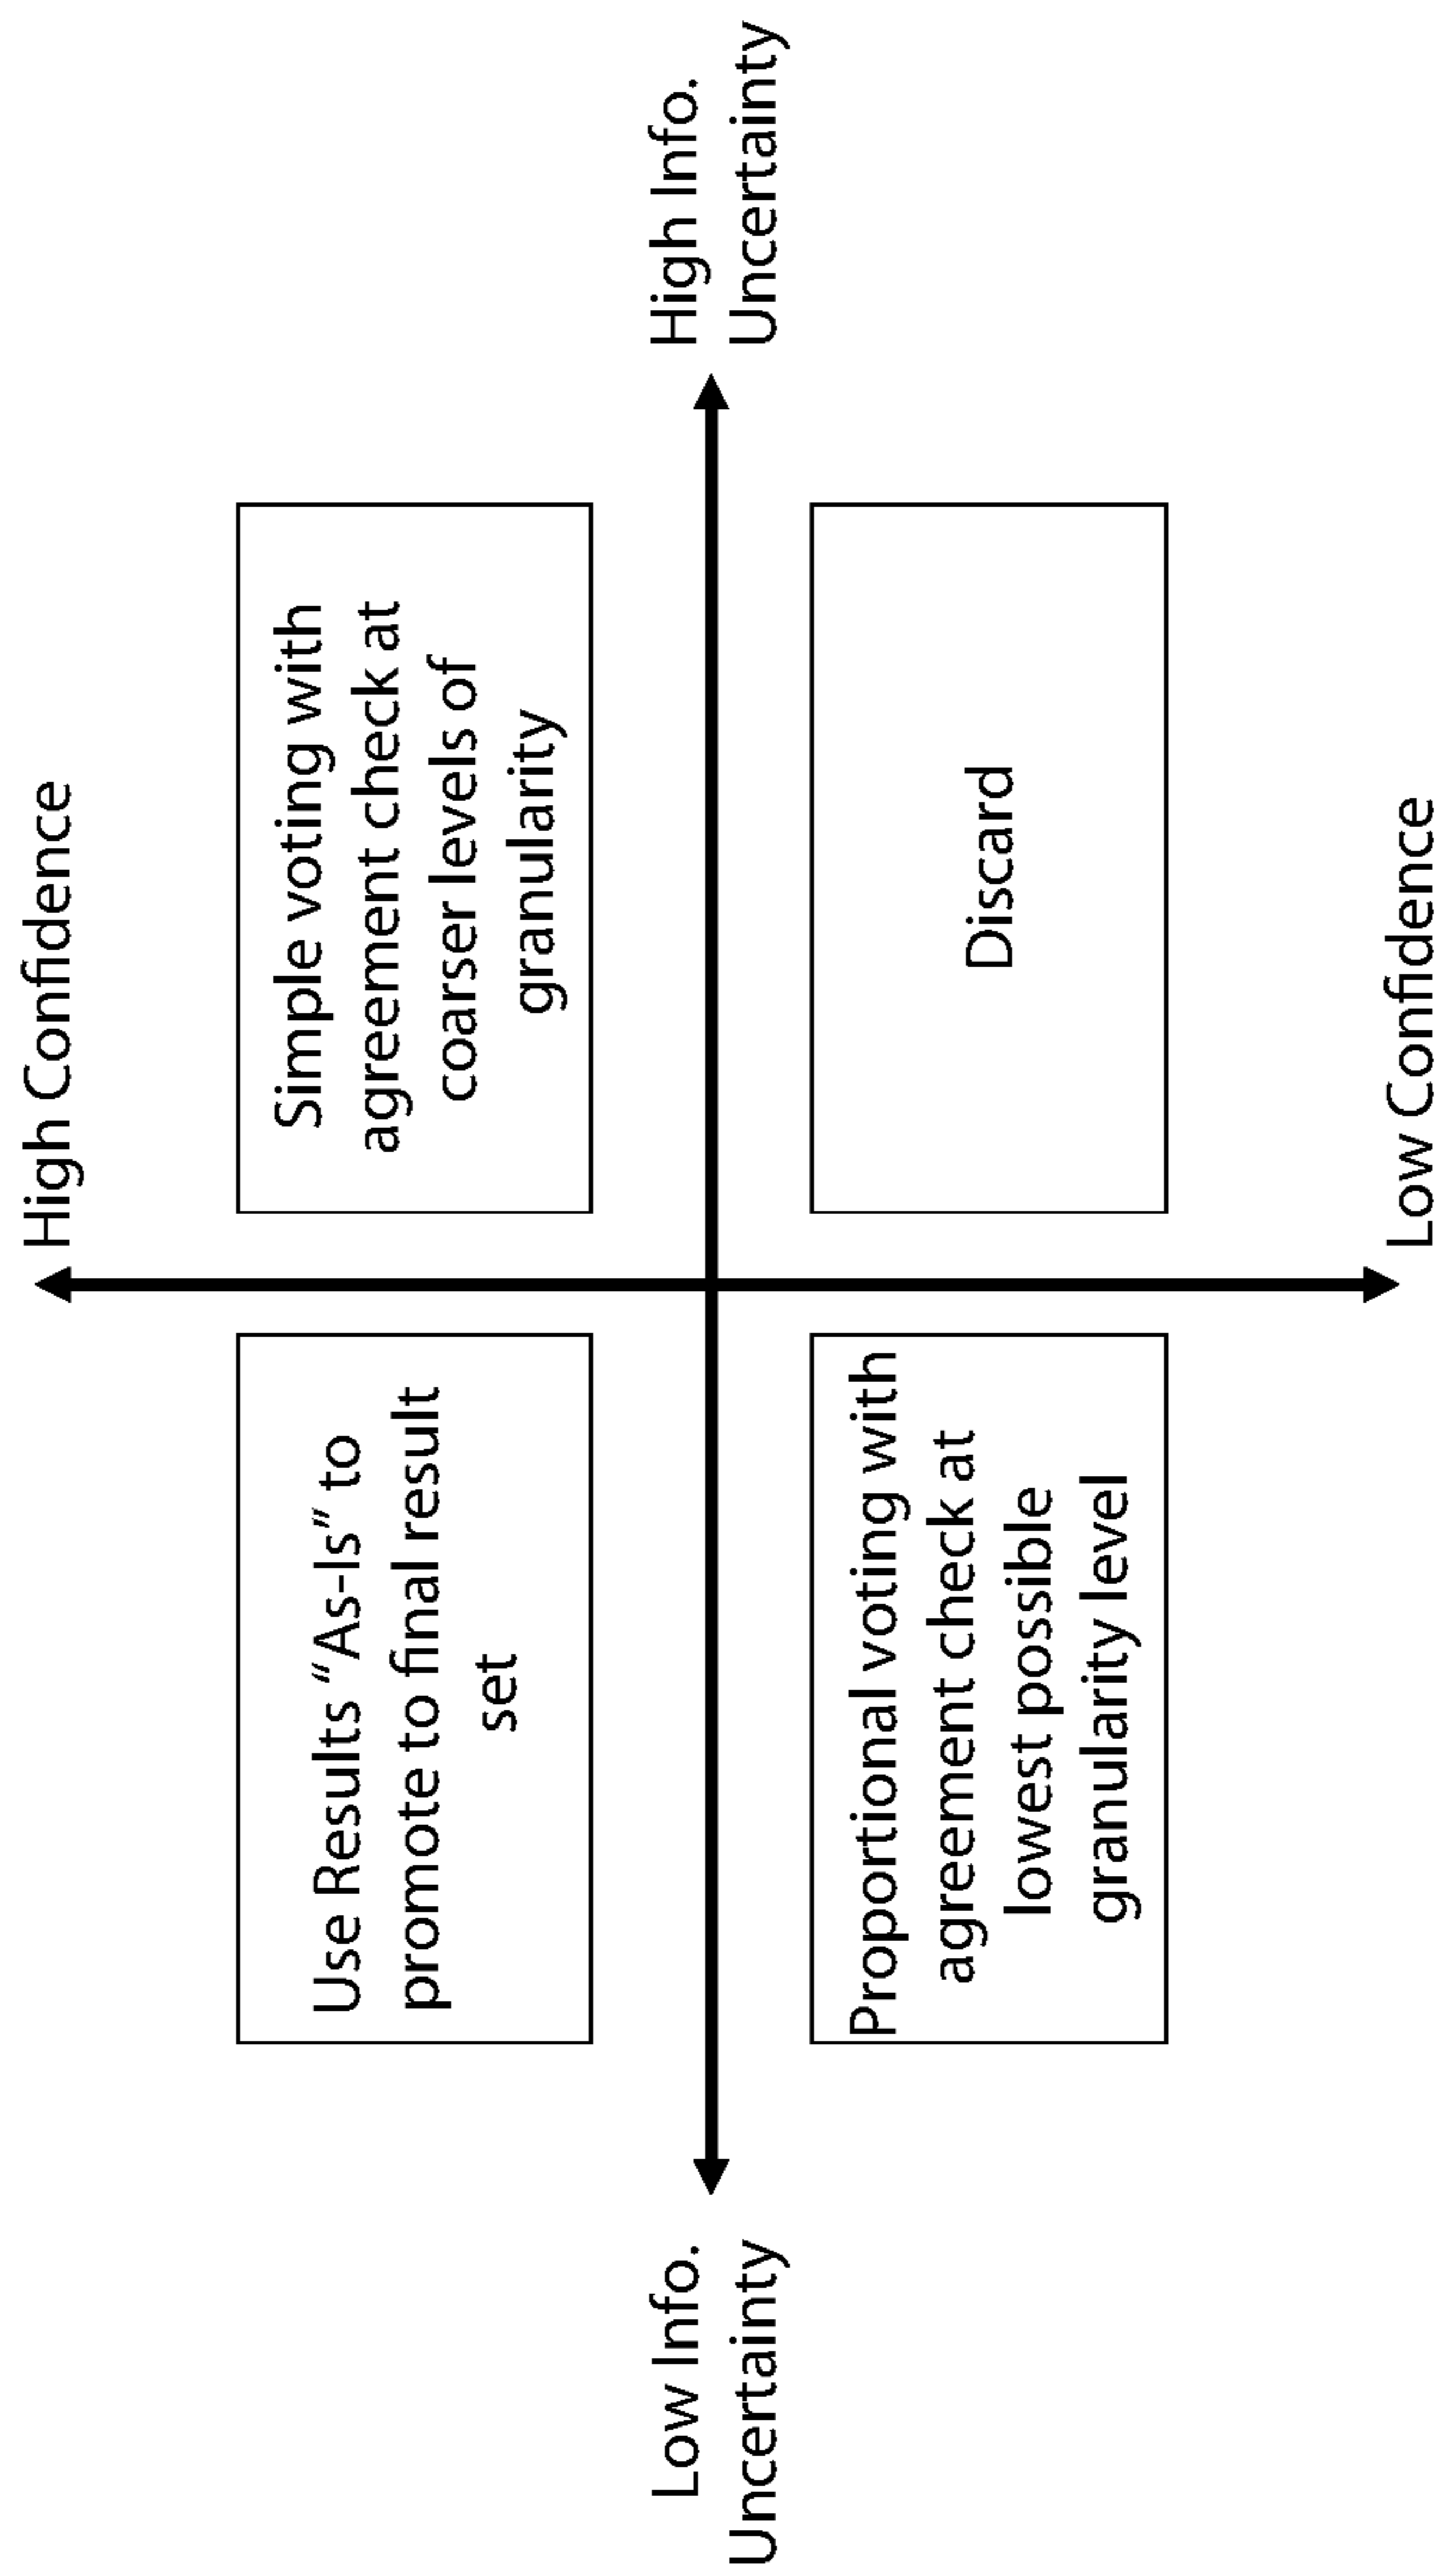 High Confidence
Use Results “As-Is” to
promote to final result
set
Simple voting with
agreement check at
coarser levels of
granularity
Low Info.
Uncertainty
High Info.
Uncertainty
Proportional voting with
agreement check at
lowest possible
granularity level
Discard
Low Confidence